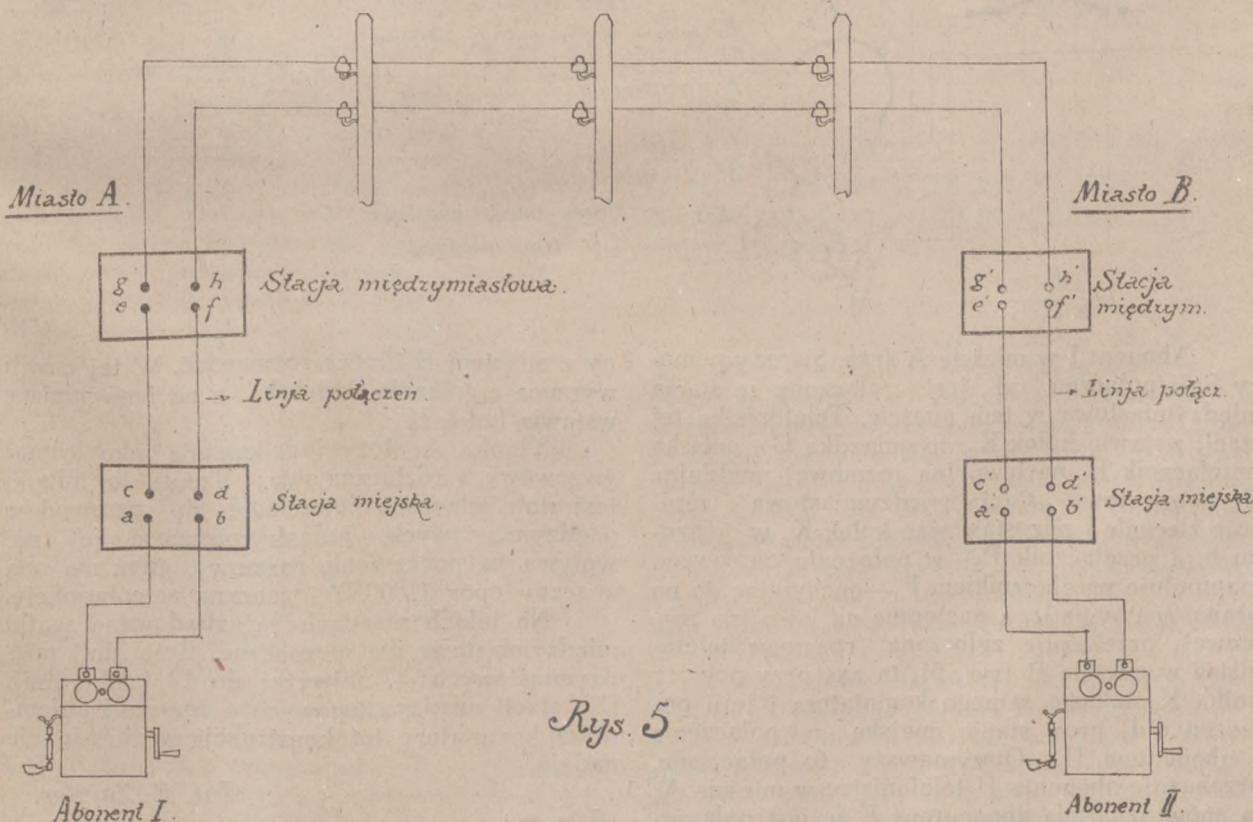 Miasto A.
Miasto B.
g h
e f
Stacja międzymiastowa.
g' h'
e' f'
Stacja
międzym.
→ Linja połączeń
→ Linja połącz.
c d
a b
Stacja miejska
c' d'
a' b'
Stacja miejska
Rys. 5.
Abonent I.
Abonent II